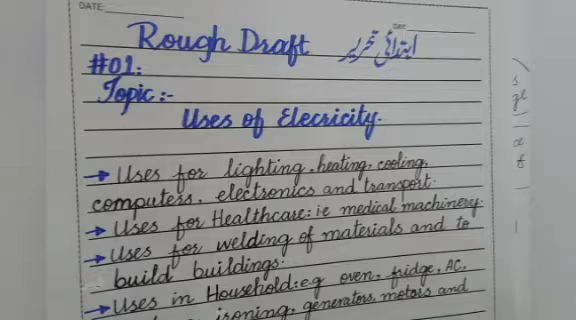 DATE:
DATE:
Rough Draft ابتدائی تحریر
#01:
Topic:-
Uses of Elecricity.
→ Uses for lighting, heating, cooling,
computers, electronics and transport.
→ Uses for Healthcare: ie medical machinery.
→ Uses for welding of materials and to
build buildings.
→ Uses in Household: e.g oven, fridge, AC,
ironing, generators, motors and